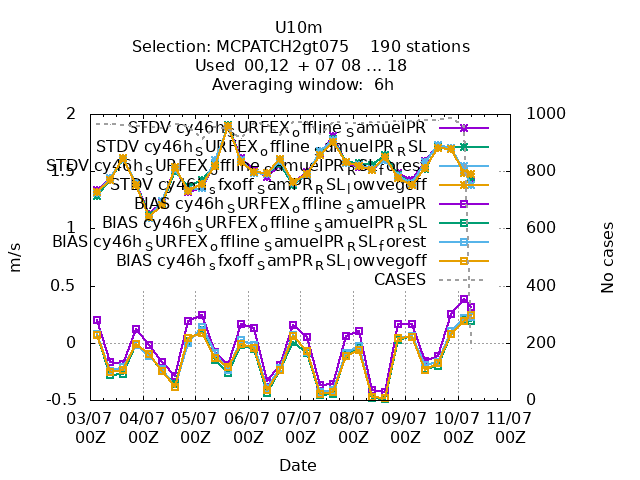 U10m
Selection: MCPATCH2gt075 190 stations
Used 00,12 + 07 08 ... 18
Averaging window: 6h
2 1000
STDV cy46h_SURFEX_offline_SamuelPR
STDV cy46h_SURFEX_offline_SamuelPR_RSL
800
STDV cy46h_SURFEX_offline_SamuelPR_RSL_forest
1.5
STDV cy46h_sfxoff_SamPR_RSL_lowvegoff
BIAS cy46h_SURFEX_offline_SamuelPR
BIAS cy46h_SURFEX_offline_SamuelPR_RSL
1 600
BIAS cy46h_SURFEX_offline_SamuelPR_RSL_forest
BIAS cy46h_sfxoff_SamPR_RSL_lowvegoff
CASES
0.5 400
0 200
-0.5 0
m/s
No cases
03/07 04/07 05/07 06/07 07/07 08/07 09/07 10/07 11/07
00Z 00Z 00Z 00Z 00Z 00Z 00Z 00Z 00Z
Date